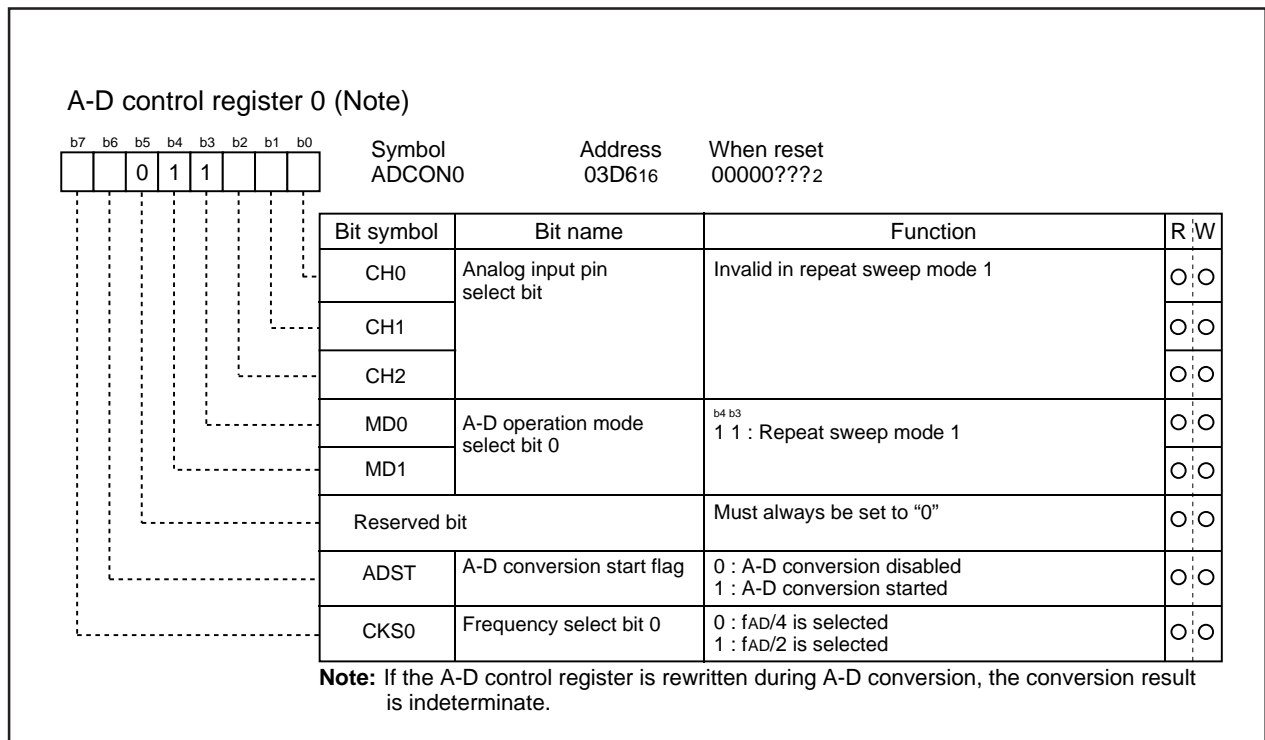 A-D control register 0 (Note)
b7 b6 b5 b4 b3 b2 b1 b0
0 1 1
Symbol Address When reset
ADCON0 03D616 00000???2
Bit symbol Bit name Function R W
CH0 Analog input pin select bit Invalid in repeat sweep mode 1
CH1
CH2
MD0 A-D operation mode select bit 0
b4 b3
1 1 : Repeat sweep mode 1
MD1
Reserved bit Must always be set to “0”
ADST A-D conversion start flag 0 : A-D conversion disabled
1 : A-D conversion started
CKS0 Frequency select bit 0 0 : fAD/4 is selected
1 : fAD/2 is selected
Note: If the A-D control register is rewritten during A-D conversion, the conversion result
is indeterminate.